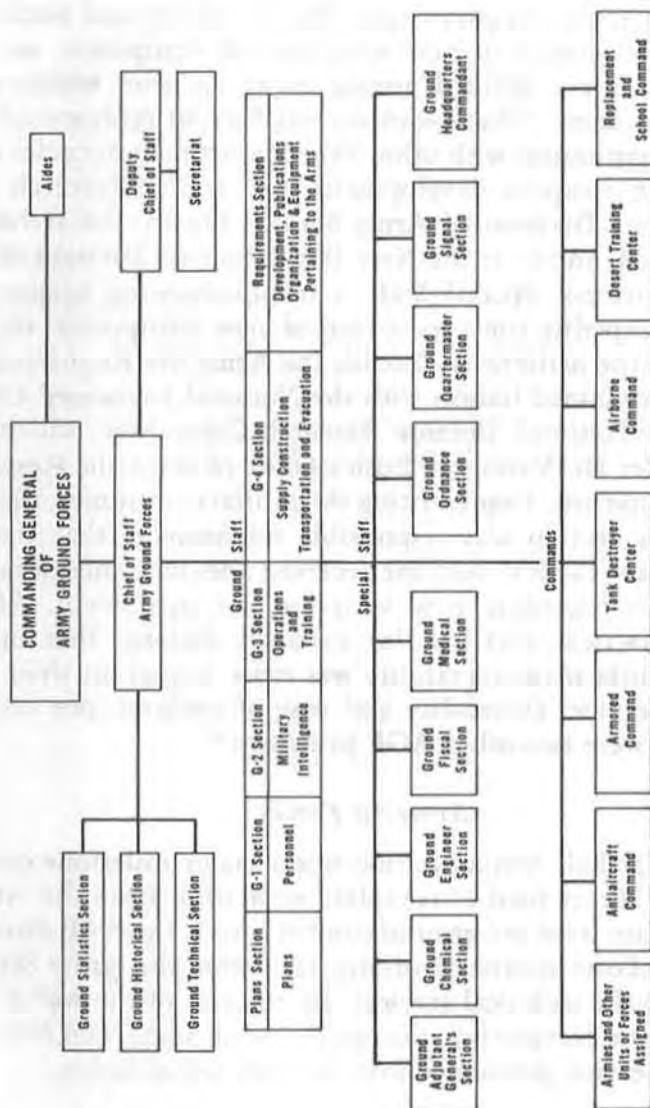 COMMANDING GENERAL
OF
ARMY GROUND FORCES
Aides
Chief of Staff
Army Ground Forces
Deputy
Chief of Staff
Secretariat
Ground Statistical Section
Ground Historical Section
Ground Technical Section
Ground Staff
Plans Section
Plans
G-1 Section
Personnel
G-2 Section
Military
Intelligence
G-3 Section
Operations
and
Training
G-4 Section
Supply Construction
Transportation Evacuation
Requirements Section
Development, Publications
Organization & Equipment
Pertaining to the Arms
Special Staff
Ground
Adjutant
General's
Section
Ground
Chemical
Section
Ground
Engineer
Section
Ground
Fiscal
Section
Ground
Medical
Section
Ground
Ordnance
Section
Ground
Quartermaster
Section
Ground
Signal
Section
Ground
Headquarters
Commandant
Commands
Armies and Other
Units or Forces
Assigned
Antiaircraft
Command
Armored
Command
Tank Destroyer
Center
Airborne
Command
Desert Training
Center
Replacement
and
School Command